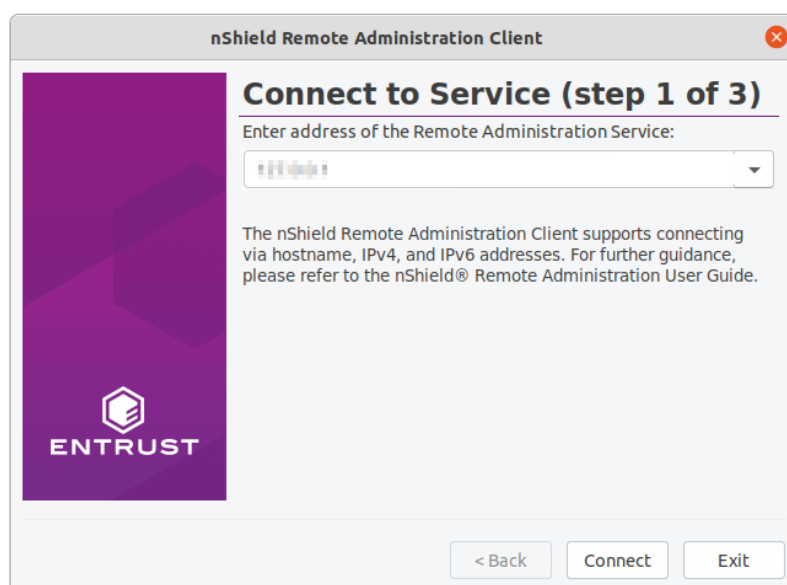 nShield Remote Administration Client
Connect to Service (step 1 of 3)
Enter address of the Remote Administration Service:
The nShield Remote Administration Client supports connecting
via hostname, IPv4, and IPv6 addresses. For further guidance,
please refer to the nShield® Remote Administration User Guide.
ENTRUST
< Back
Connect
Exit